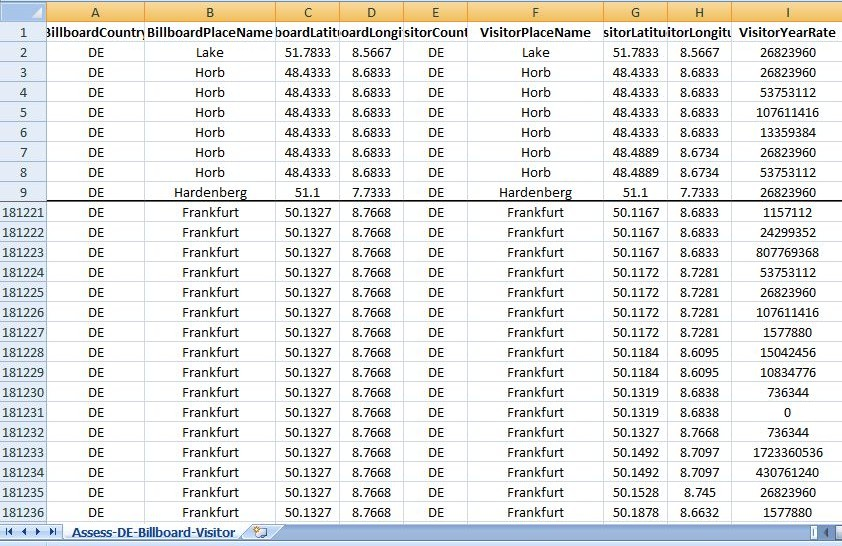 A B C D E F G H I
1 BillboardCountry BillboardPlaceName boardLatit oardLongi sitorCount VisitorPlaceName sitorLatitu itorLongitu VisitorYearRate
2 DE Lake 51.7833 8.5667 DE Lake 51.7833 8.5667 26823960
3 DE Horb 48.4333 8.6833 DE Horb 48.4333 8.6833 26823960
4 DE Horb 48.4333 8.6833 DE Horb 48.4333 8.6833 53753112
5 DE Horb 48.4333 8.6833 DE Horb 48.4333 8.6833 107611416
6 DE Horb 48.4333 8.6833 DE Horb 48.4333 8.6833 13359384
7 DE Horb 48.4333 8.6833 DE Horb 48.4889 8.6734 26823960
8 DE Horb 48.4333 8.6833 DE Horb 48.4889 8.6734 53753112
9 DE Hardenberg 51.1 7.7333 DE Hardenberg 51.1 7.7333 26823960
181221 DE Frankfurt 50.1327 8.7668 DE Frankfurt 50.1167 8.6833 1157112
181222 DE Frankfurt 50.1327 8.7668 DE Frankfurt 50.1167 8.6833 24299352
181223 DE Frankfurt 50.1327 8.7668 DE Frankfurt 50.1167 8.6833 807769368
181224 DE Frankfurt 50.1327 8.7668 DE Frankfurt 50.1172 8.7281 53753112
181225 DE Frankfurt 50.1327 8.7668 DE Frankfurt 50.1172 8.7281 26823960
181226 DE Frankfurt 50.1327 8.7668 DE Frankfurt 50.1172 8.7281 107611416
181227 DE Frankfurt 50.1327 8.7668 DE Frankfurt 50.1172 8.7281 1577880
181228 DE Frankfurt 50.1327 8.7668 DE Frankfurt 50.1184 8.6095 15042456
181229 DE Frankfurt 50.1327 8.7668 DE Frankfurt 50.1184 8.6095 10834776
181230 DE Frankfurt 50.1327 8.7668 DE Frankfurt 50.1319 8.6838 736344
181231 DE Frankfurt 50.1327 8.7668 DE Frankfurt 50.1319 8.6838 0
181232 DE Frankfurt 50.1327 8.7668 DE Frankfurt 50.1327 8.7668 736344
181233 DE Frankfurt 50.1327 8.7668 DE Frankfurt 50.1492 8.7097 1723360536
181234 DE Frankfurt 50.1327 8.7668 DE Frankfurt 50.1492 8.7097 430761240
181235 DE Frankfurt 50.1327 8.7668 DE Frankfurt 50.1528 8.745 26823960
181236 DE Frankfurt 50.1327 8.7668 DE Frankfurt 50.1878 8.6632 1577880
Assess-DE-Billboard-Visitor